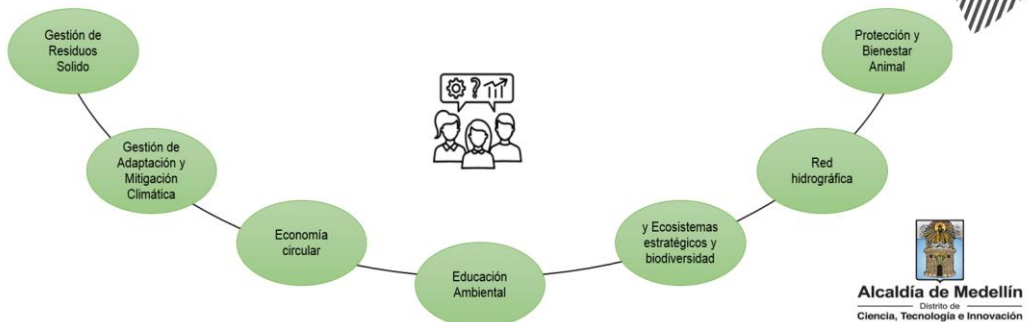 Gestión de
Residuos
Solido
Gestión de
Adaptación y
Mitigación
Climática
Economía
circular
Educación
Ambiental
y Ecosistemas
estratégicos y
biodiversidad
Red
hidrográfica
Protección y
Bienestar
Animal
?
Alcaldía de Medellín
Distrito de
Ciencia, Tecnología e Innovación